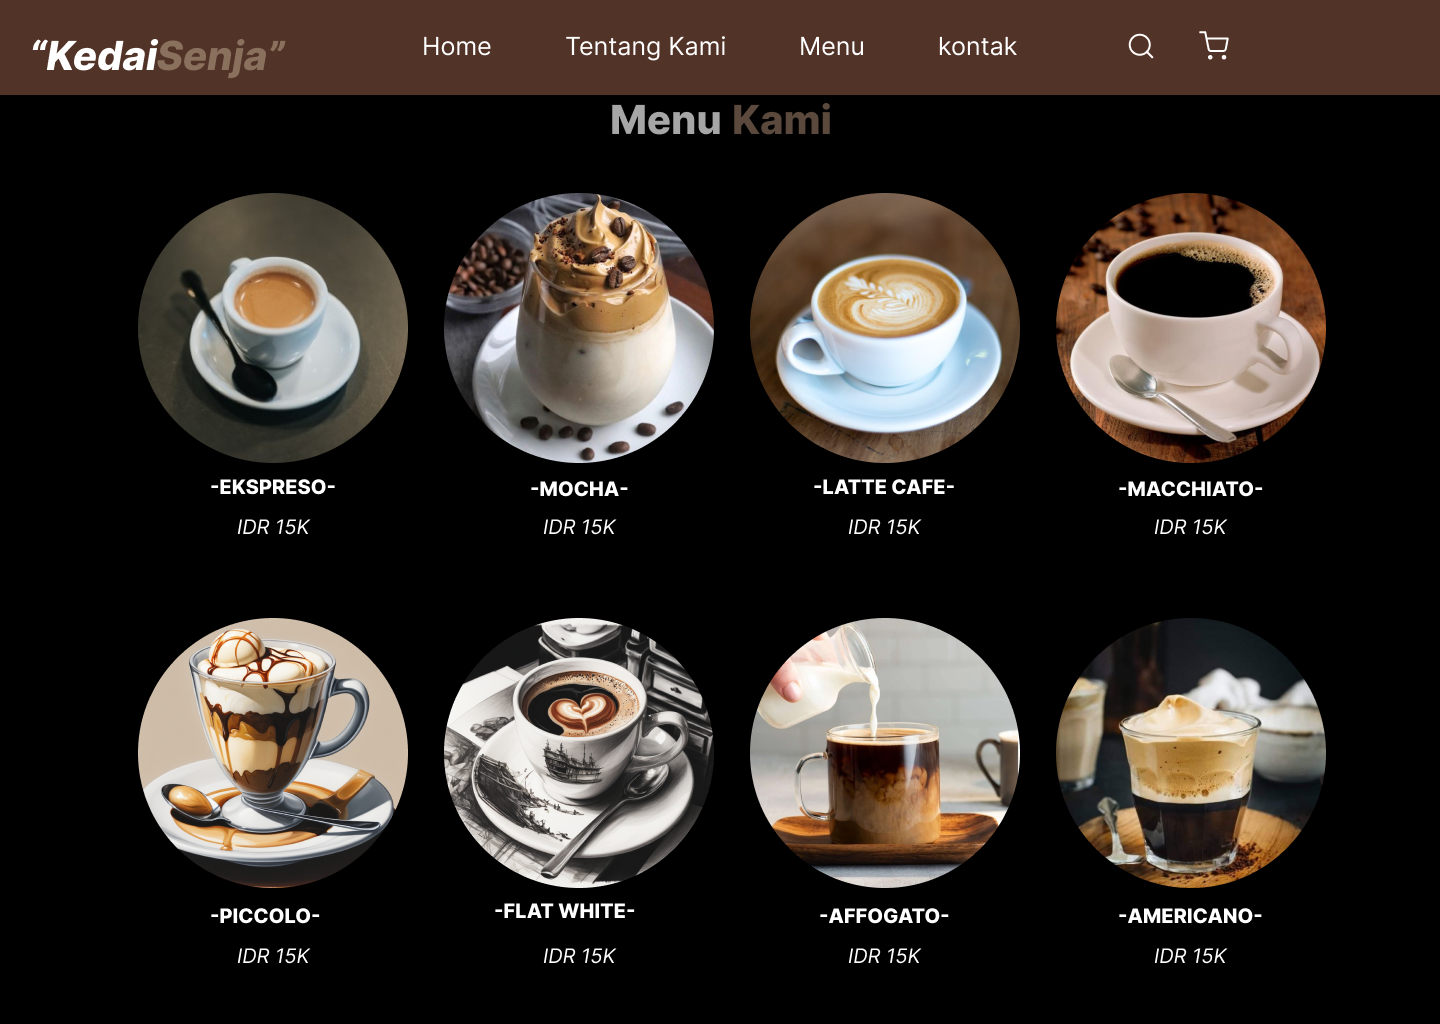 “KedaiSenja”
Home Tentang Kami Menu kontak
Menu Kami
-EKSPRESO- -MOCHA- -LATTE CAFE- -MACCHIATO-
IDR 15K IDR 15K IDR 15K IDR 15K
-PICCOLO- -FLAT WHITE- -AFFOGATO- -AMERICANO-
IDR 15K IDR 15K IDR 15K IDR 15K